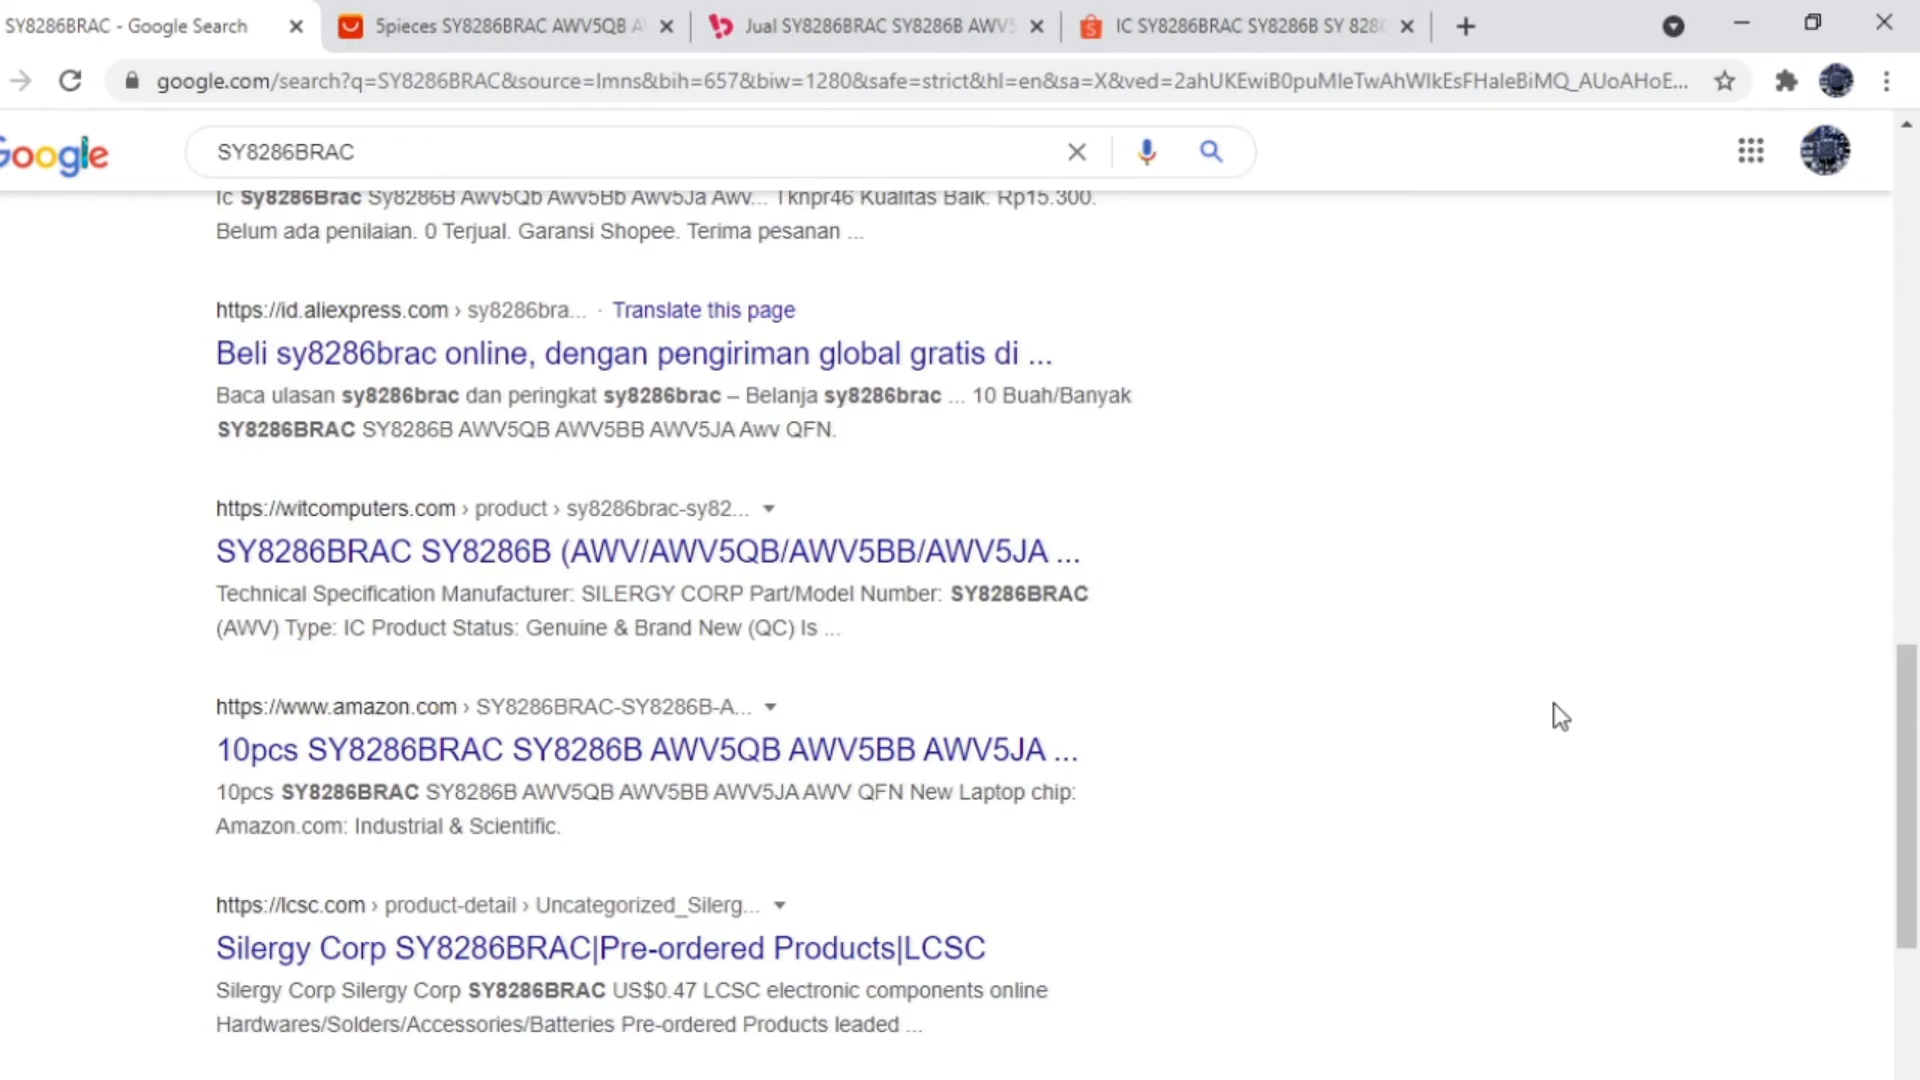 SY8286BRAC - Google Search
5pieces SY8286BRAC AWV5QB
Jual SY8286BRAC SY8286B AWV5
IC SY8286BRAC SY8286B SY 8286
google.com/search?q=SY8286BRAC&source=lmns&bih=657&biw=1280&safe=strict&hl=en&sa=X&ved=2ahUKEwiB0puMleTwAhWlkEsFHaleBiMQ_AUoAHoE...
Google
SY8286BRAC
Ic Sy8286Brac Sy8286B Awv5Qb Awv5Bb Awv5Ja Awv... Tknpr46 Kualitas Baik. Rp15.300.
Belum ada penilaian. 0 Terjual. Garansi Shopee. Terima pesanan ...
https://id.aliexpress.com › sy8286bra... · Translate this page
Beli sy8286brac online, dengan pengiriman global gratis di ...
Baca ulasan sy8286brac dan peringkat sy8286brac – Belanja sy8286brac ... 10 Buah/Banyak
SY8286BRAC SY8286B AWV5QB AWV5BB AWV5JA Awv QFN.
https://witcomputers.com › product › sy8286brac-sy82...
SY8286BRAC SY8286B (AWV/AWV5QB/AWV5BB/AWV5JA ...
Technical Specification Manufacturer: SILERGY CORP Part/Model Number: SY8286BRAC
(AWV) Type: IC Product Status: Genuine & Brand New (QC) Is ...
https://www.amazon.com › SY8286BRAC-SY8286B-A...
10pcs SY8286BRAC SY8286B AWV5QB AWV5BB AWV5JA ...
10pcs SY8286BRAC SY8286B AWV5QB AWV5BB AWV5JA AWV QFN New Laptop chip:
Amazon.com: Industrial & Scientific.
https://lcsc.com › product-detail › Uncategorized_Silerg...
Silergy Corp SY8286BRAC|Pre-ordered Products|LCSC
Silergy Corp Silergy Corp SY8286BRAC US$0.47 LCSC electronic components online
Hardwares/Solders/Accessories/Batteries Pre-ordered Products leaded ...